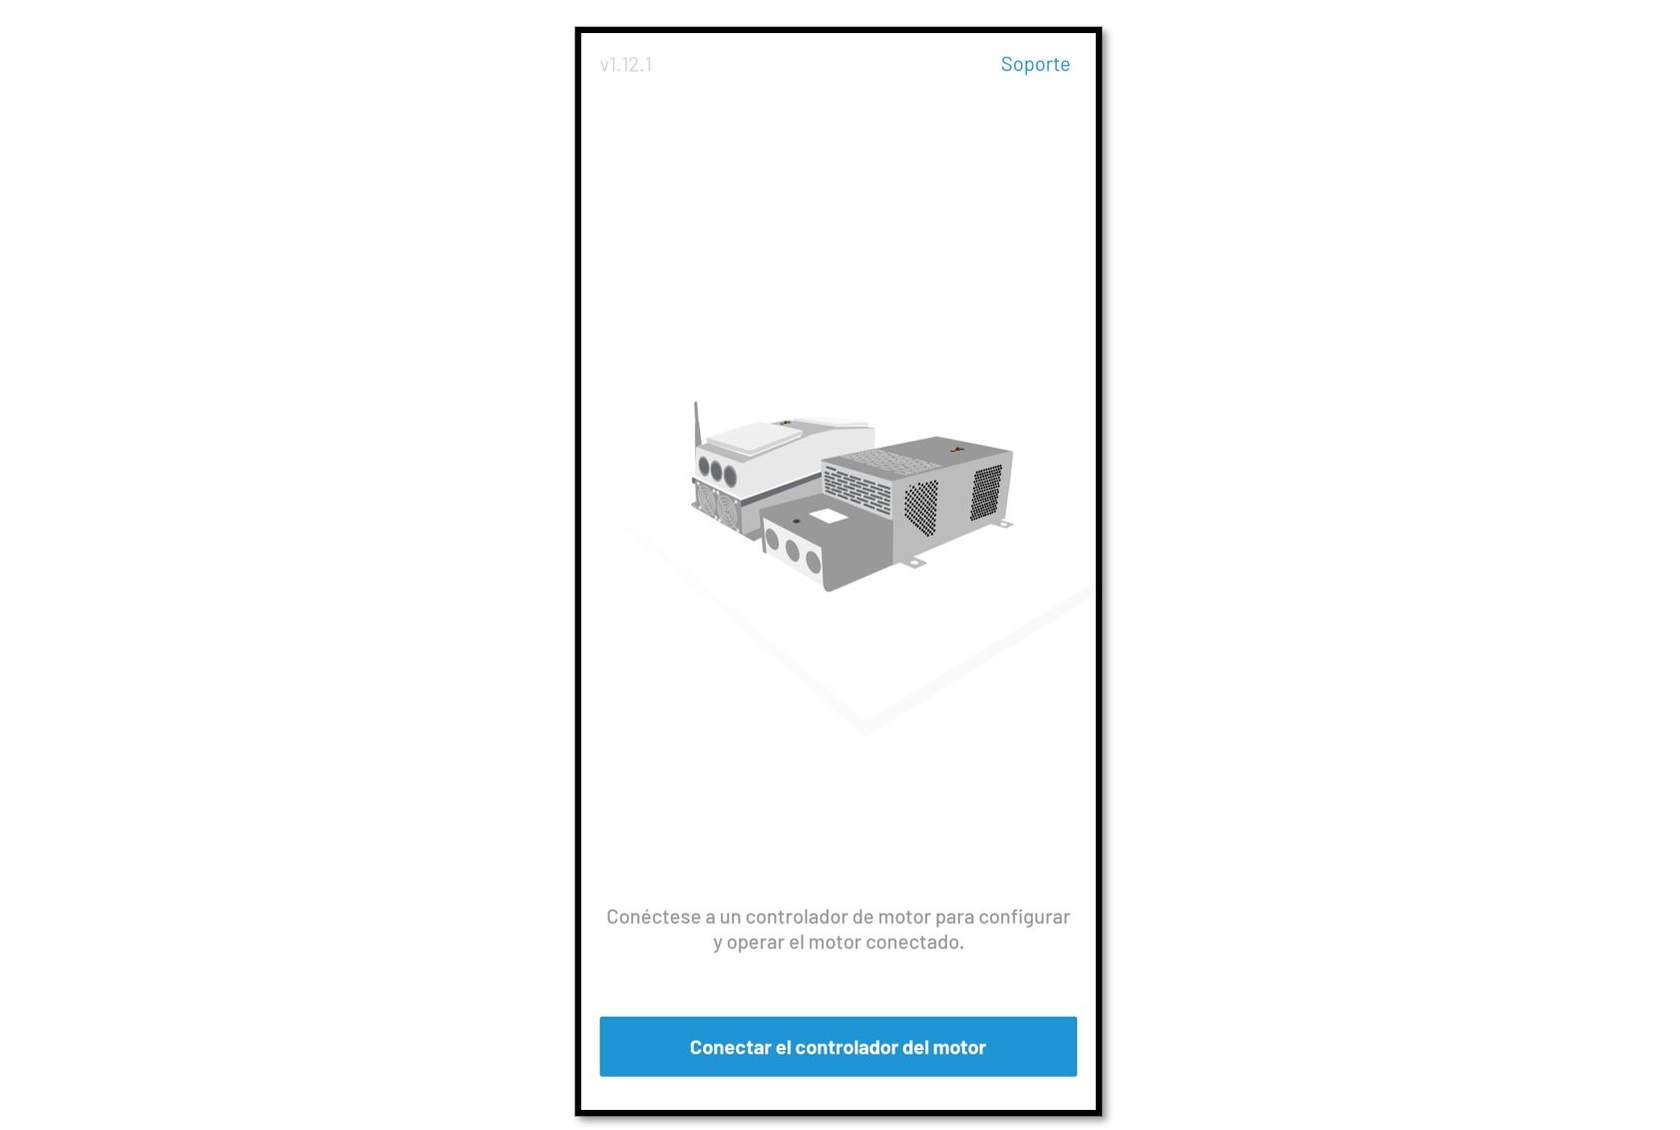 v1.12.1
Soporte
Conéctese a un controlador de motor para configurar
y operar el motor conectado.
Conectar el controlador del motor